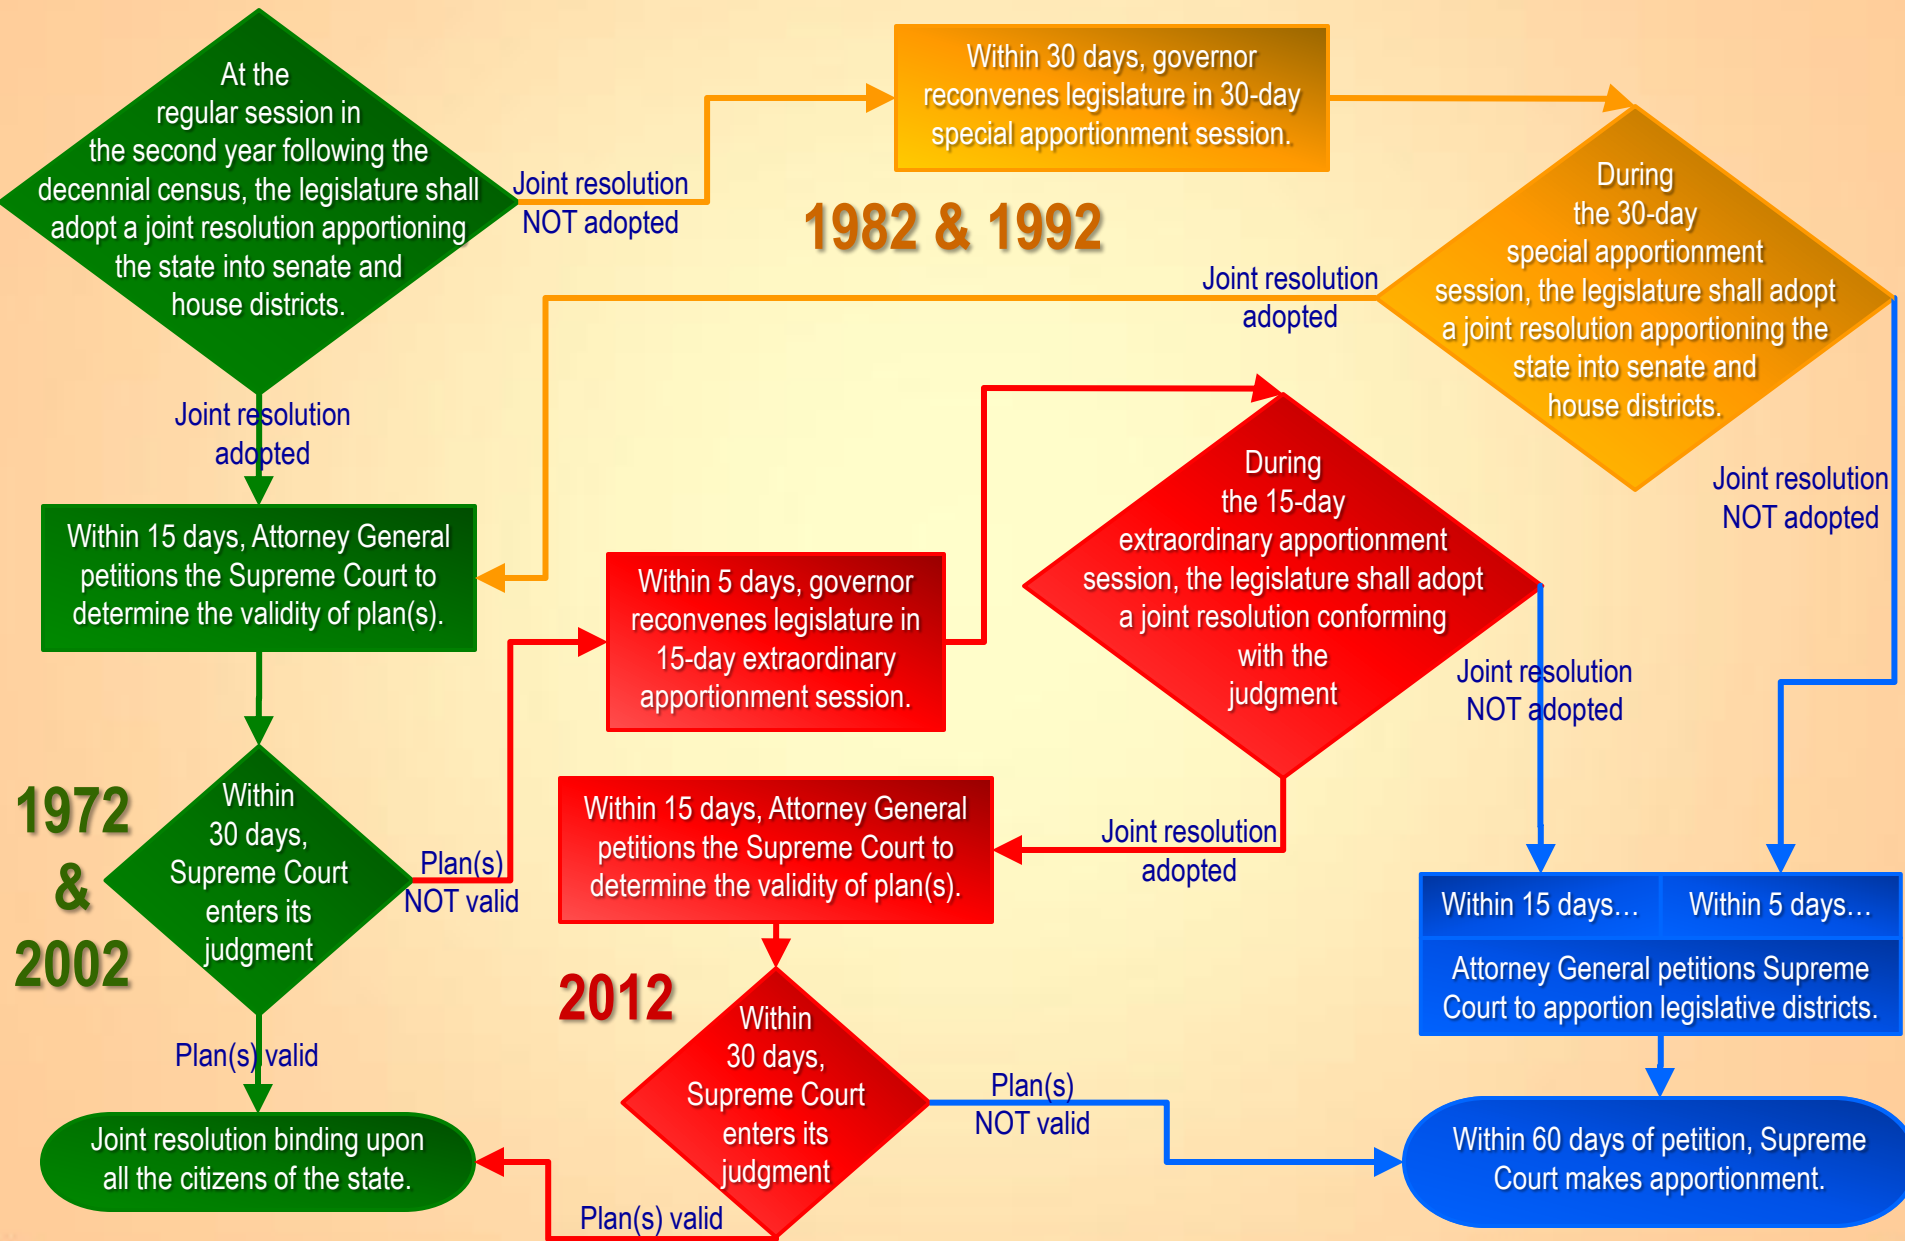 At the
regular session in
the second year following the
decennial census, the legislature shall
adopt a joint resolution apportioning
the state into senate and
house districts.
Joint resolution
NOT adopted
Within 30 days, governor
reconvenes legislature in 30-day
special apportionment session.
1982 & 1992
During
the 30-day
special apportionment
session, the legislature shall adopt
a joint resolution apportioning the
state into senate and
house districts.
Joint resolution
adopted
Joint resolution
NOT adopted
Joint resolution
adopted
Within 15 days, Attorney General
petitions the Supreme Court to
determine the validity of plan(s).
Within 5 days, governor
reconvenes legislature in
15-day extraordinary
apportionment session.
During
the 15-day
extraordinary apportionment
session, the legislature shall adopt
a joint resolution conforming
with the
judgment
Joint resolution
NOT adopted
1972
&
2002
Within
30 days,
Supreme Court
enters its
judgment
Plan(s)
NOT valid
Within 15 days, Attorney General
petitions the Supreme Court to
determine the validity of plan(s).
Joint resolution
adopted
Within 15 days…
Within 5 days…
Attorney General petitions Supreme
Court to apportion legislative districts.
2012
Within
30 days,
Supreme Court
enters its
judgment
Plan(s)
NOT valid
Plan(s) valid
Joint resolution binding upon
all the citizens of the state.
Plan(s) valid
Within 60 days of petition, Supreme
Court makes apportionment.